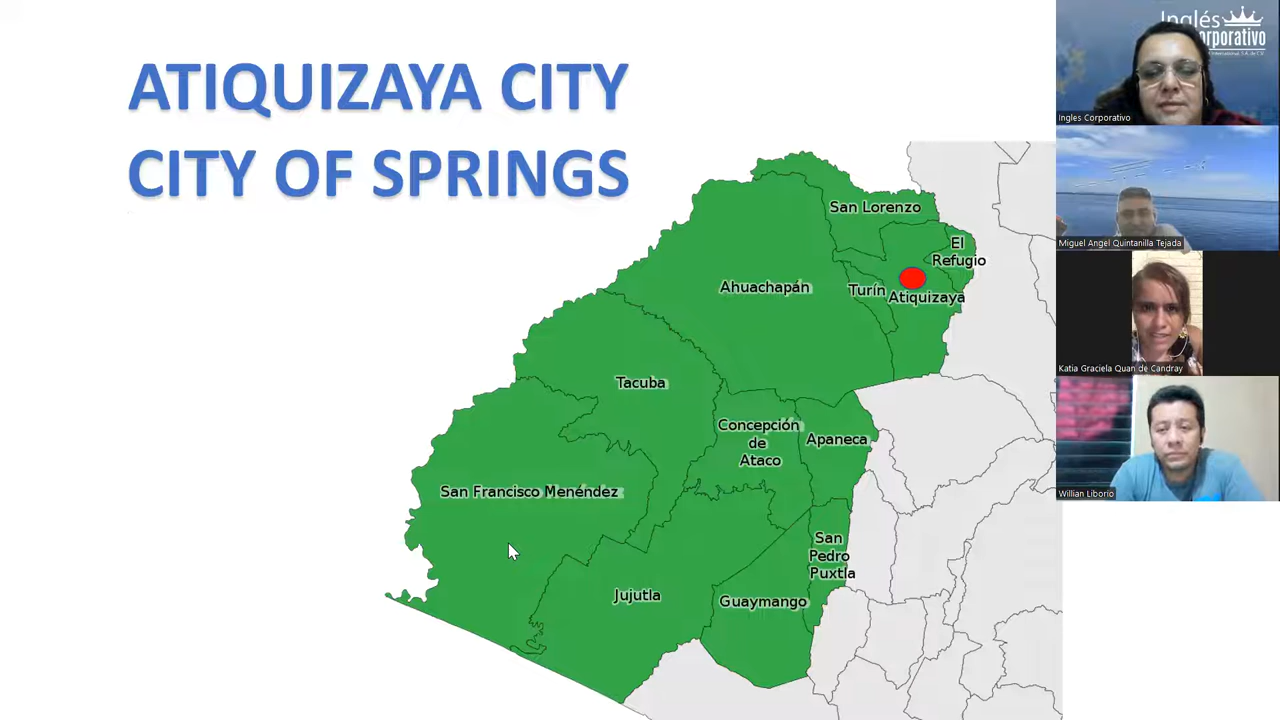 ATIQUIZAYA CITY
CITY OF SPRINGS
San Lorenzo
El
Refugio
Ahuachapán
Turín
Atiquizaya
Tacuba
Concepción
de
Ataco
Apaneca
San Francisco Menéndez
San
Pedro
Puxtla
Jujutla
Guaymango
Inglés
Corporativo
Ingles Corporativo
Miguel Angel Quintanilla Tejada
Katia Graciela Quan de Candray
Willian Liborio